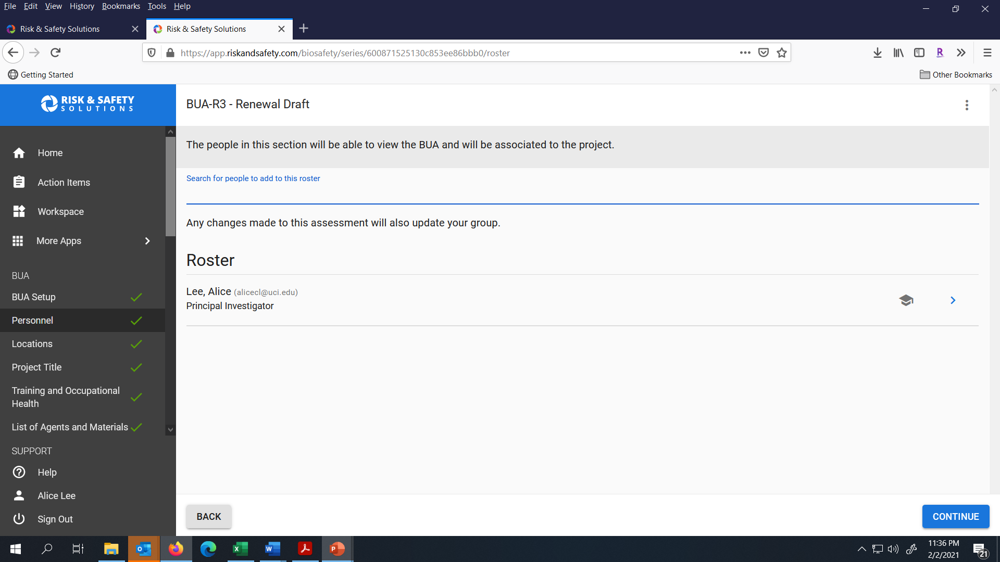 File Edit View History Bookmarks Tools Help
Risk & Safety Solutions
Risk & Safety Solutions
https://app.riskandsafety.com/biosafety/series/600871525130c853ee86bbb0/roster
Getting Started
Other Bookmarks
RISK & SAFETY
SOLUTIONS
BUA-R3 - Renewal Draft
The people in this section will be able to view the BUA and will be associated to the project.
Home
Search for people to add to this roster
Action Items
Workspace
Any changes made to this assessment will also update your group.
More Apps
Roster
BUA
Lee, Alice (alicecl@uci.edu)
BUA Setup
Principal Investigator
Personnel
Locations
Project Title
Training and Occupational
Health
List of Agents and Materials
SUPPORT
Help
Alice Lee
Sign Out
BACK
CONTINUE
11:36 PM
2/2/2021
21